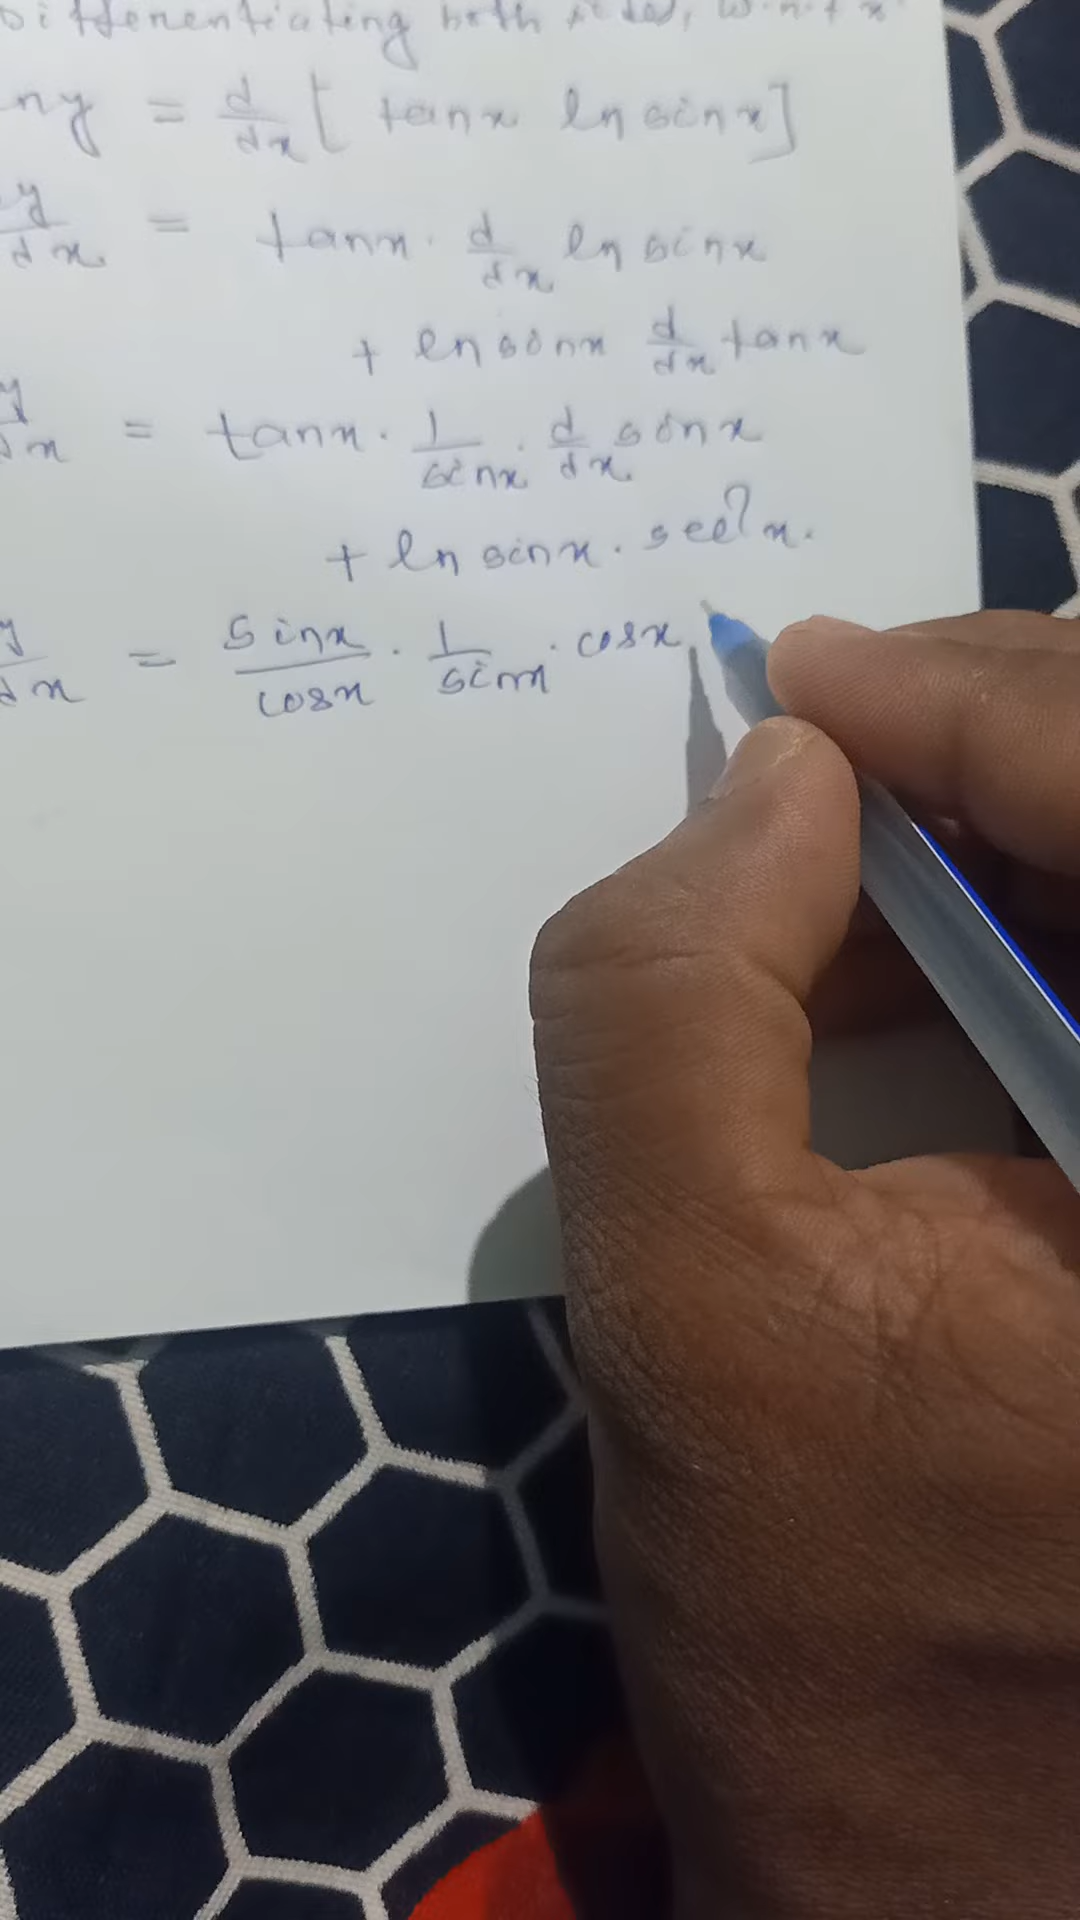 Differentiating both sides, w.r.t x
ny = d/dx [ tanx ln sinx ]
y/dx = tanx · d/dx ln sinx
+ ln sinx d/dx tanx
y/dx = tanx · 1/sinx · d/dx sinx
+ ln sinx · sec²x.
y/dx = sinx/cosx · 1/sinx · cosx